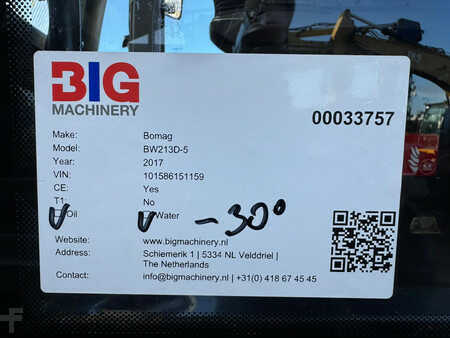 BIG
MACHINERY
00033757
Make: Bomag
Model: BW213D-5
Year: 2017
VIN: 101586151159
CE: Yes
T1: No
Oil Water -30°
Website: www.bigmachinery.nl
Address: Schiemerik 1 | 5334 NL Velddriel |
The Netherlands
Contact: info@bigmachinery.nl | +31(0) 418 67 45 45